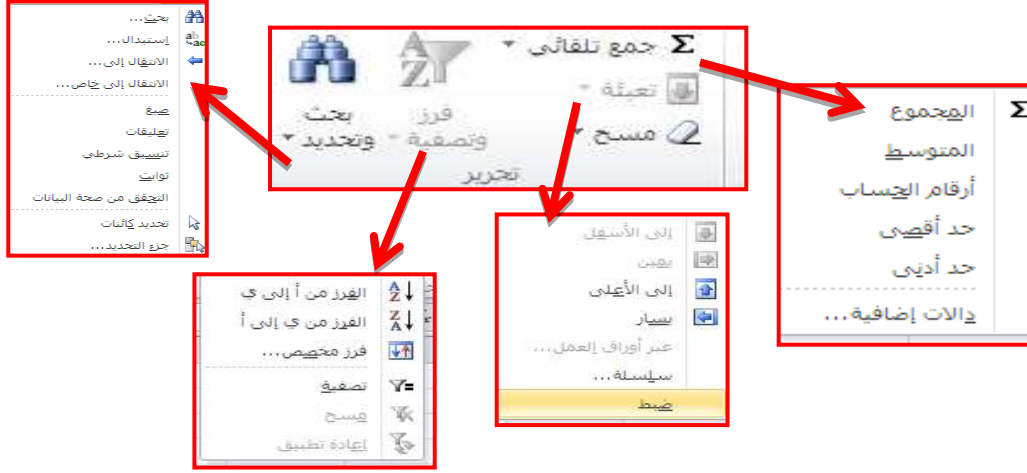 Σ جمع تلقائي
تعبئة
مسح
فرز
وتصفية
بحث
وتحديد
تحرير
Σ المجموع
المتوسط
أرقام الحساب
حد أقصى
حد أدنى
دالات إضافية...
إلى الأسفل
يمين
إلى الأعلى
يسار
عبر أوراق العمل...
سلسلة...
ضبط
الفرز من أ إلى ي
الفرز من ي إلى أ
فرز مخصص...
تصفية
مسح
إعادة تطبيق
بحث...
إستبدال...
الانتقال إلى...
الانتقال إلى خاص...
صيغ
تعليقات
تنسيق شرطي
ثوابت
التحقق من صحة البيانات
تحديد كائنات
جزء التحديد...